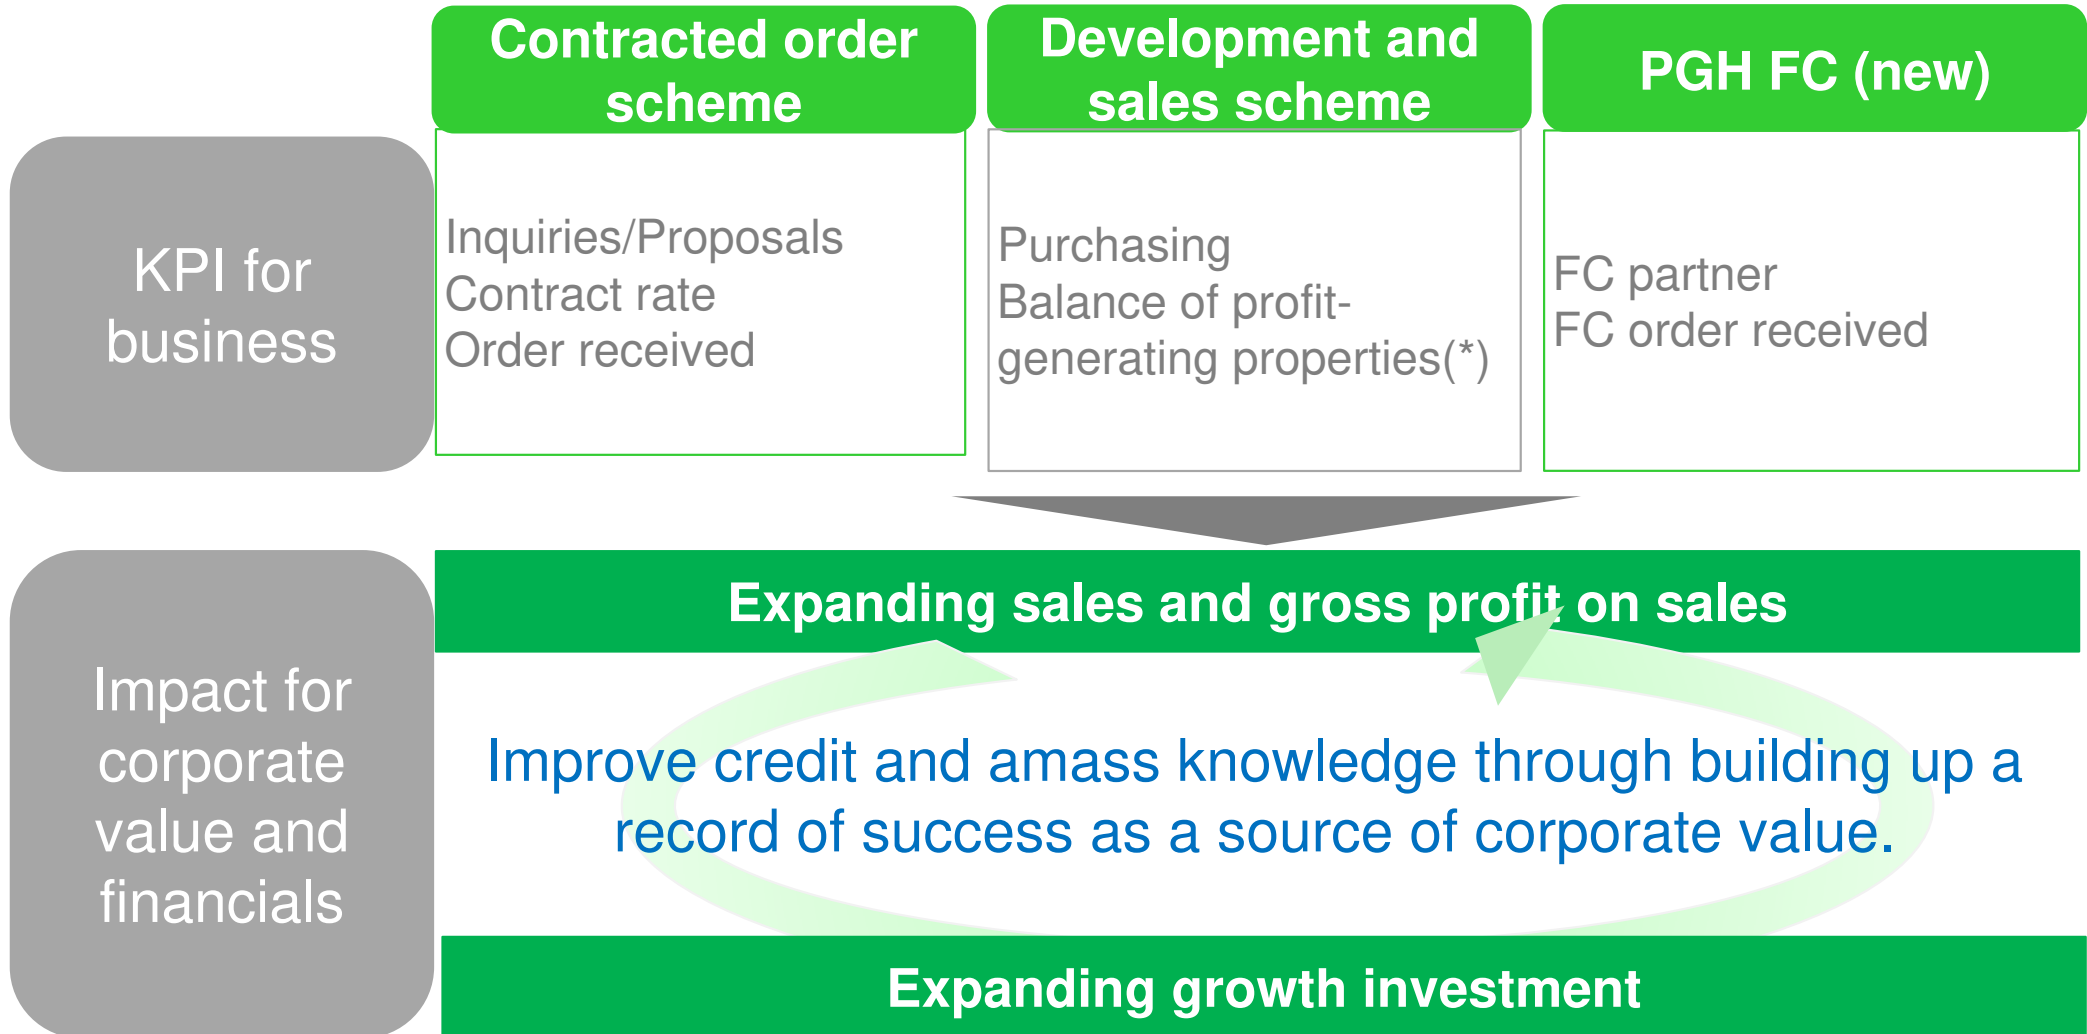 Contracted order
scheme
Development and
sales scheme
PGH FC (new)
KPI for
business
Inquiries/Proposals
Contract rate
Order received
Purchasing
Balance of profit-
generating properties(*)
FC partner
FC order received
Impact for
corporate
value and
financials
Expanding sales and gross profit on sales
Improve credit and amass knowledge through building up a
record of success as a source of corporate value.
Expanding growth investment